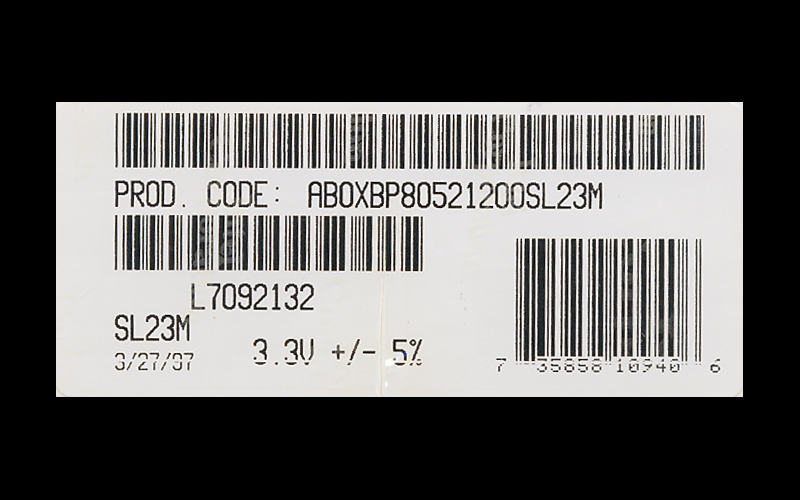 PROD. CODE: ABOXBP80521200SL23M
L7092132
SL23M
3/27/97 3.3V +/- 5%
7 35858 10940 6